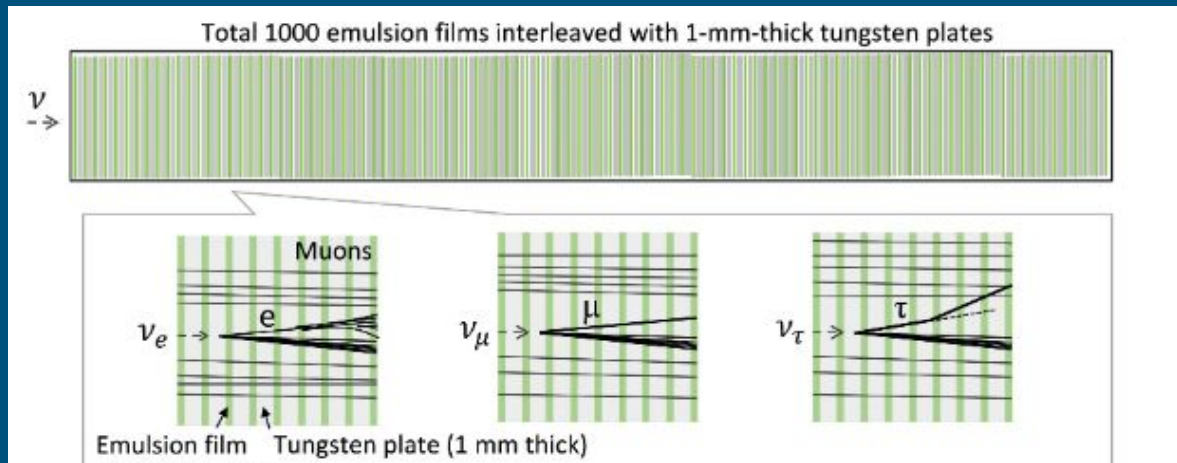 Total 1000 emulsion films interleaved with 1-mm-thick tungsten plates
ν
Muons
e
μ
τ
νe
νμ
ντ
Emulsion film
Tungsten plate (1 mm thick)